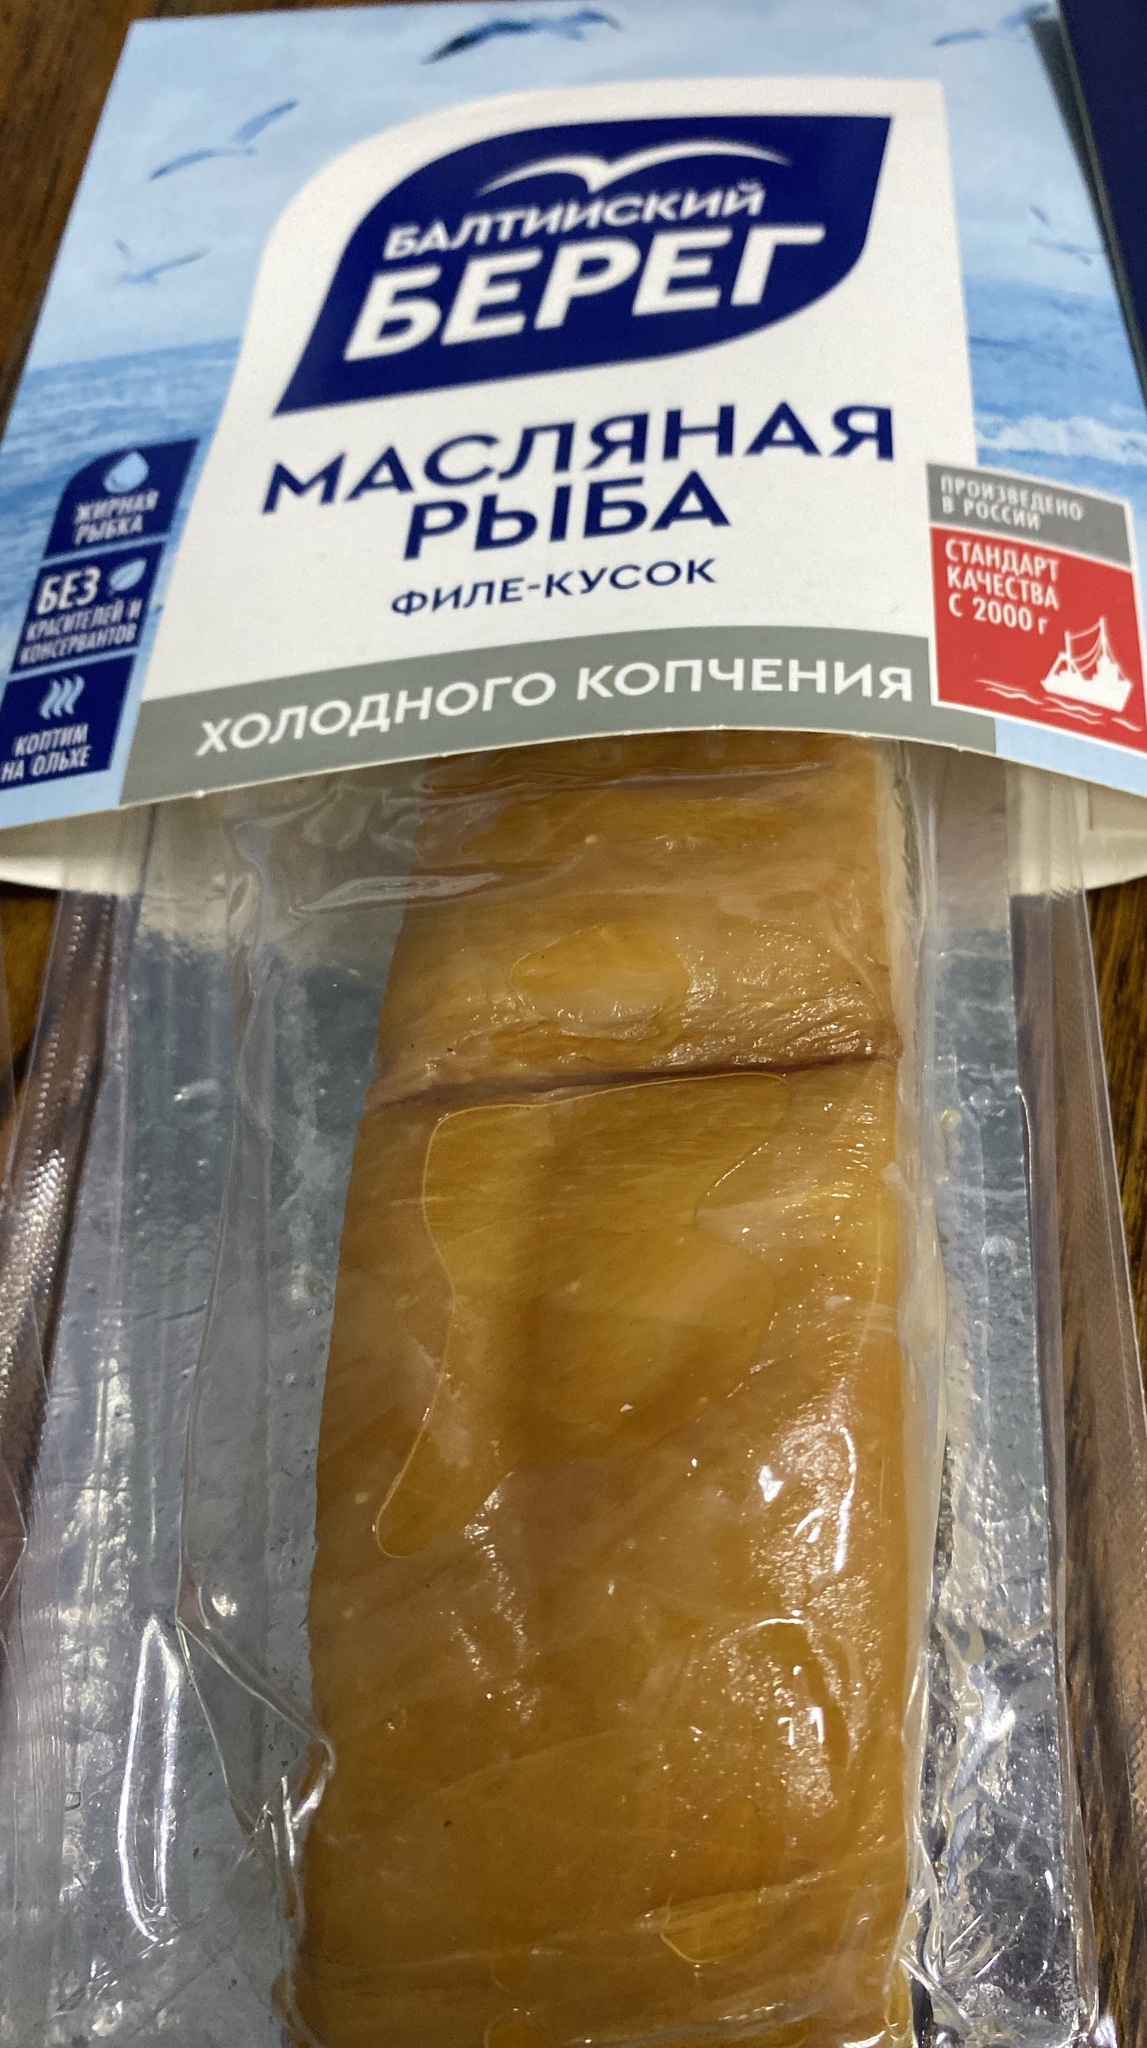 БАЛТИЙСКИЙ
БЕРЕГ
МАСЛЯНАЯ
РЫБА
ФИЛЕ-КУСОК
ХОЛОДНОГО КОПЧЕНИЯ
ЖИРНАЯ
РЫБКА
БЕЗ
КРАСИТЕЛЕЙ И
КОНСЕРВАНТОВ
КОПТИМ
НА ОЛЬХЕ
ПРОИЗВЕДЕНО
В РОССИИ
СТАНДАРТ
КАЧЕСТВА
С 2000 г